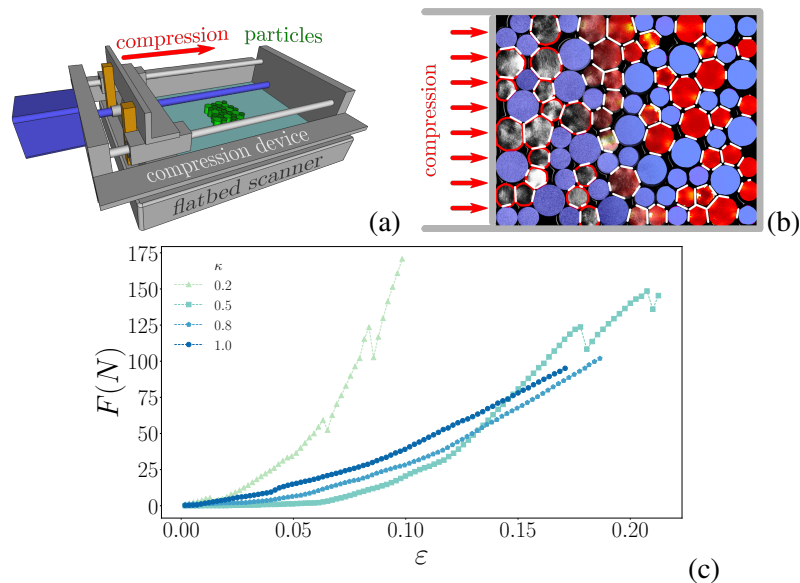 compression
particles
compression device
flatbed scanner
(a)
compression
(b)
175
150
125
100
75
50
25
0
F(N)
κ
0.2
0.5
0.8
1.0
0.00
0.05
0.10
0.15
0.20
ε
(c)